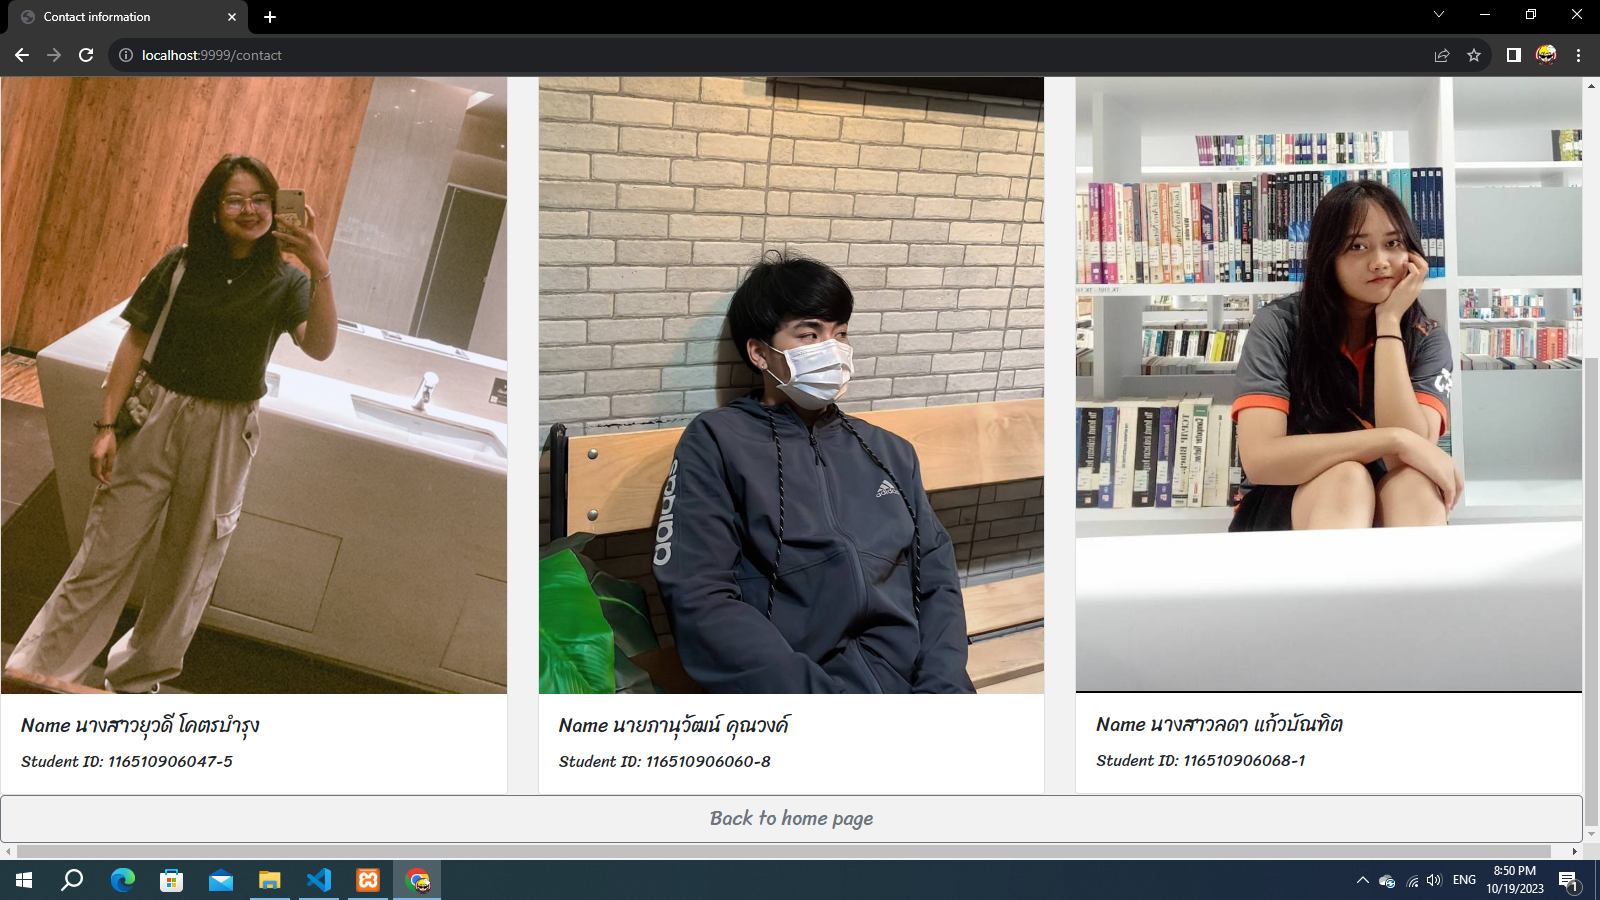 Contact information
localhost:9999/contact
adidas
adidas
Name นางสาวยุวดี โคตรบำรุง
Student ID: 116510906047-5
Name นายภานุวัฒน์ คุณวงค์
Student ID: 116510906060-8
Name นางสาวลดา แก้วบัณฑิต
Student ID: 116510906068-1
Back to home page
ENG
8:50 PM
10/19/2023
1